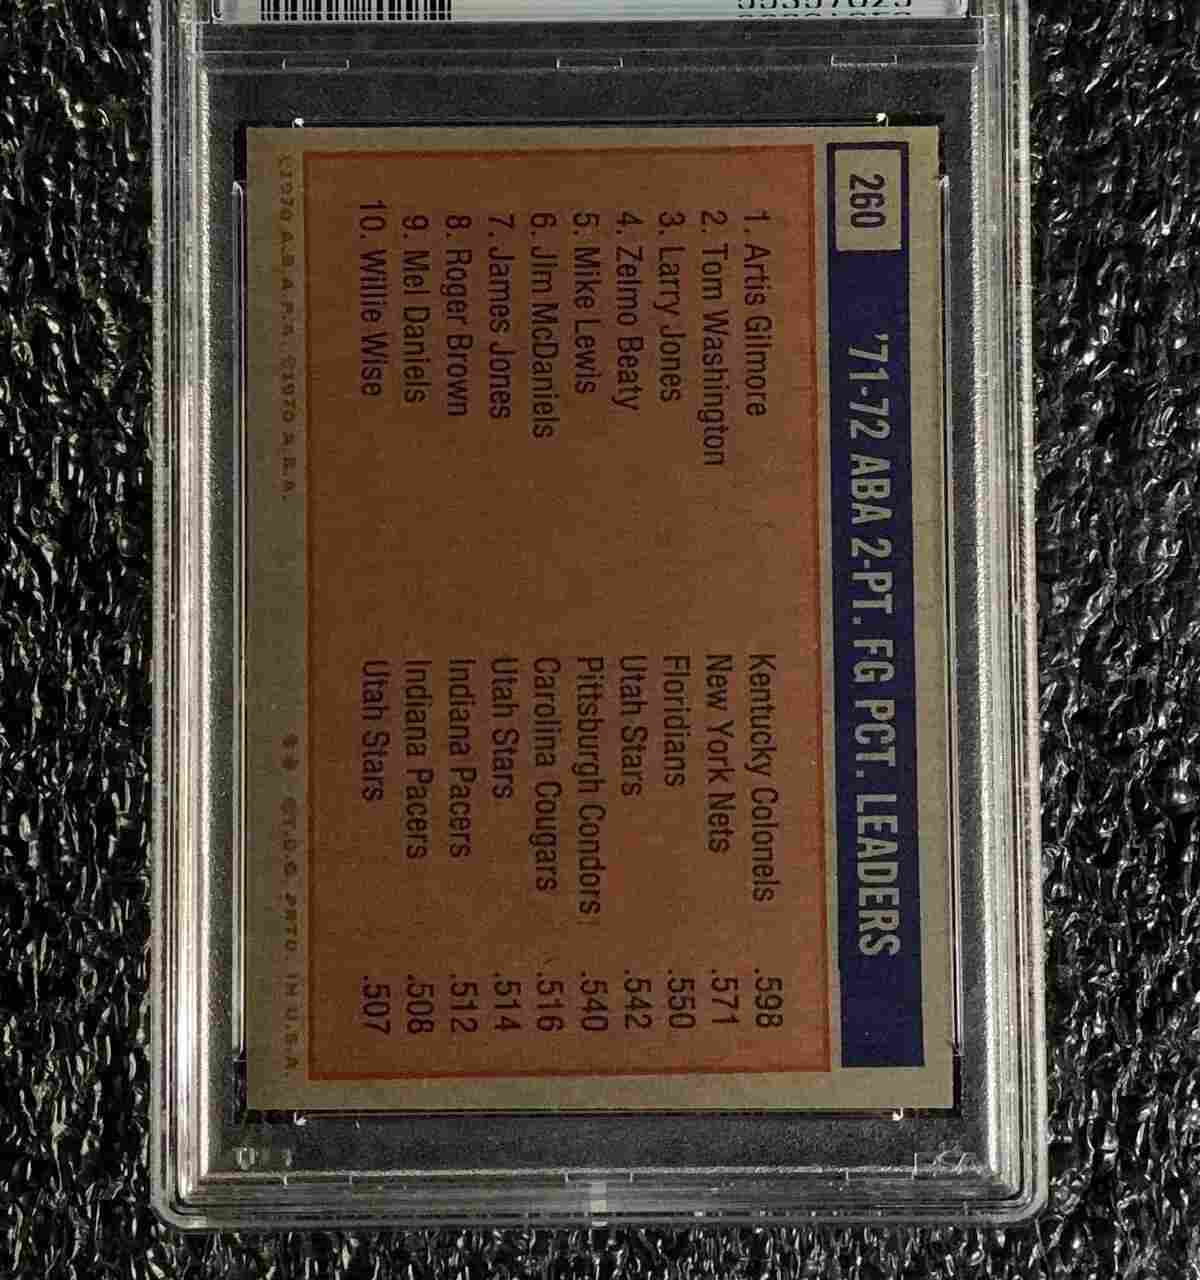 260 '71-72 ABA 2-PT. FG PCT. LEADERS
1. Artis Gilmore Kentucky Colonels .598
2. Tom Washington New York Nets .571
3. Larry Jones Floridians .550
4. Zelmo Beaty Utah Stars .542
5. Mike Lewis Pittsburgh Condors .540
6. Jim McDaniels Carolina Cougars .516
7. James Jones Utah Stars .514
8. Roger Brown Indiana Pacers .512
9. Mel Daniels Indiana Pacers .508
10. Willie Wise Utah Stars .507
A.B.A.P.A. ©1970 A.B.A. IN U.S.A.